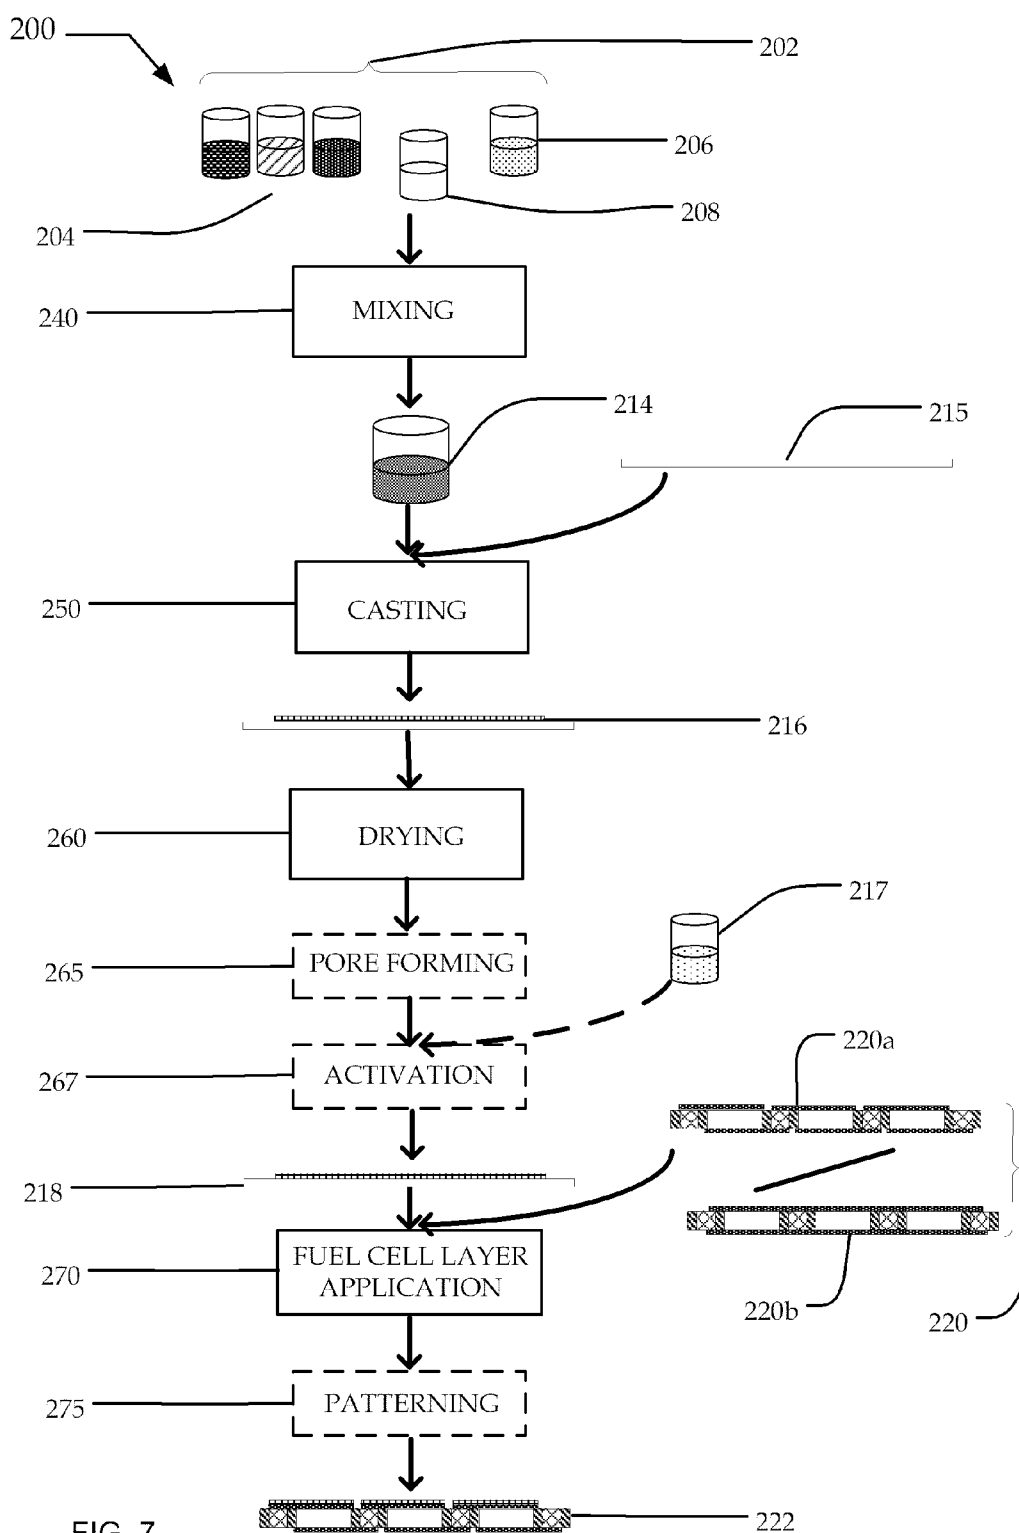 200
202
206
208
204
240
MIXING
214
215
250
CASTING
216
260
DRYING
217
265
PORE FORMING
220a
267
ACTIVATION
218
270
FUEL CELL LAYER
APPLICATION
220b
220
275
PATTERNING
222
FIG. 7